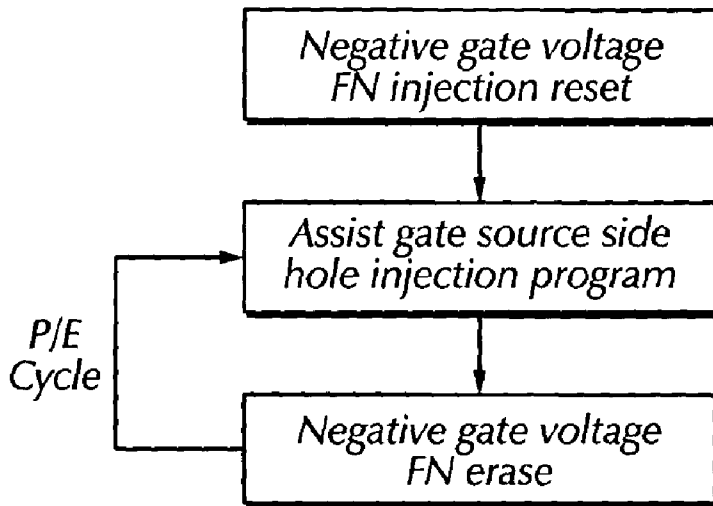 Negative gate voltage
FN injection reset
Assist gate source side
hole injection program
P/E
Cycle
Negative gate voltage
FN erase